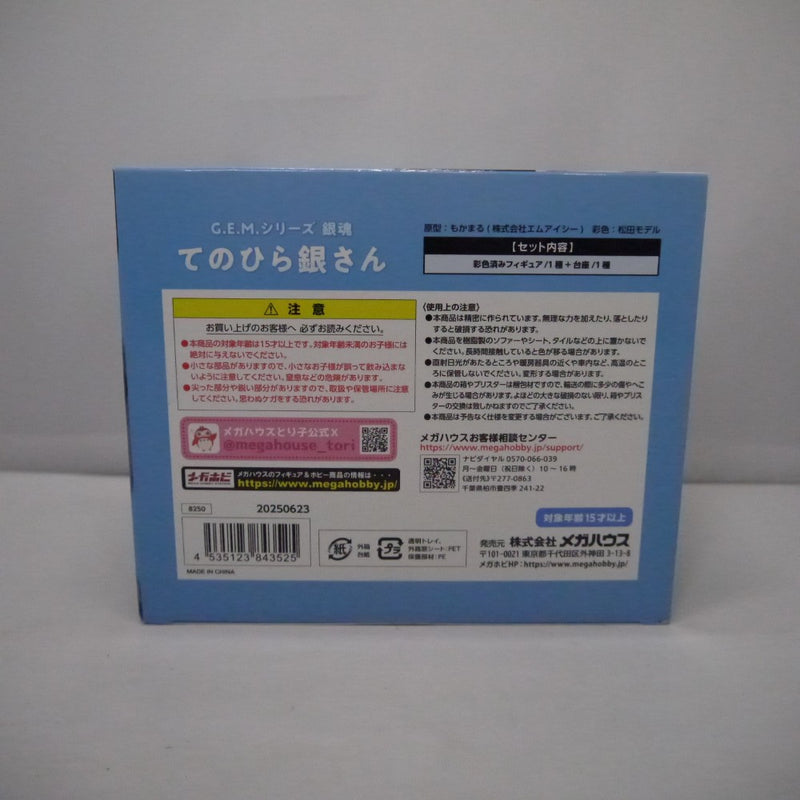 G.E.M.シリーズ 銀魂
てのひら銀さん
原型：もかまる（株式会社エムアイシー） 彩色：松田モデル
【セット内容】
彩色済みフィギュア/1種＋台座/1種
⚠ 注意
お買い上げのお客様へ 必ずお読みください。
●本商品の対象年齢は15才以上です。対象年齢未満のお子様には
絶対に与えないでください。
●小さな部品がありますので、小さなお子様が誤って飲み込まな
いように注意してください。窒息などの危険があります。
●尖った部分や鋭い部分がありますので、取扱や保管場所に注意
してください。思わぬケガをする恐れがあります。
〈使用上の注意〉
●本商品は精密に作られています。無理な力を加えたり、落としたり
すると破損する恐れがあります。
●本商品を樹脂製のソファーやシート、タイルなどの上に置かないで
ください。長時間接触していると色が移る場合があります。
●直射日光があたるところや暖房器具の近くや車内など、高温のとこ
ろに保管しないでください。変形する場合があります。
●本商品の箱やブリスターは梱包材ですので、輸送の際に多少の傷やへこ
みが生じる場合があります。よほどの大きな破損のない限り、箱やブリス
ターの交換は致しかねますのでご了承ください。
●本商品は予告なく仕様を変更する場合がございます。ご了承ください。
メガハウスとり子公式X
@megahouse_tori
メガホビ
メガハウスのフィギュア&ホビー商品の情報は・・・
https://www.megahobby.jp/
メガハウスお客様相談センター
https://www.megahouse.co.jp/support/
ナビダイヤル 0570-066-039
月〜金曜日（祝日除く）10〜16時
《送付先》〒277-0863
千葉県柏市豊四季 241-22
対象年齢15才以上
8250
20250623
4 535123 843525
MADE IN CHINA
紙
外箱
台紙
プラ
透明トレイ、
外箱窓シート：PET
保護部材：PE
発売元 株式会社 メガハウス
〒101-0021 東京都千代田区外神田 3-13-8
メガホビHP：https://www.megahobby.jp/